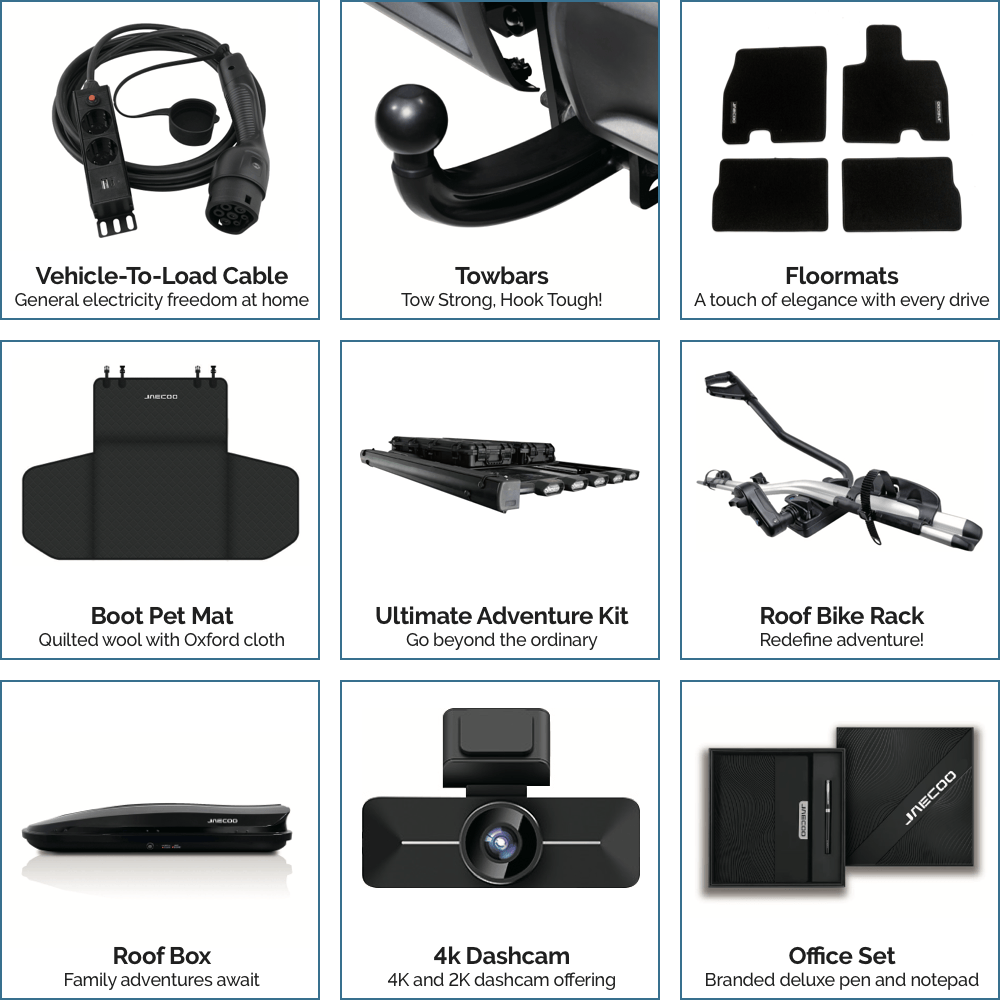 JAECOO
JAECOO
Vehicle-To-Load Cable
General electricity freedom at home
Towbars
Tow Strong, Hook Tough!
Floormats
A touch of elegance with every drive
JAECOO
Boot Pet Mat
Quilted wool with Oxford cloth
Ultimate Adventure Kit
Go beyond the ordinary
Roof Bike Rack
Redefine adventure!
JAECOO
Roof Box
Family adventures await
4k Dashcam
4K and 2K dashcam offering
JAECOO
JAECOO
Office Set
Branded deluxe pen and notepad